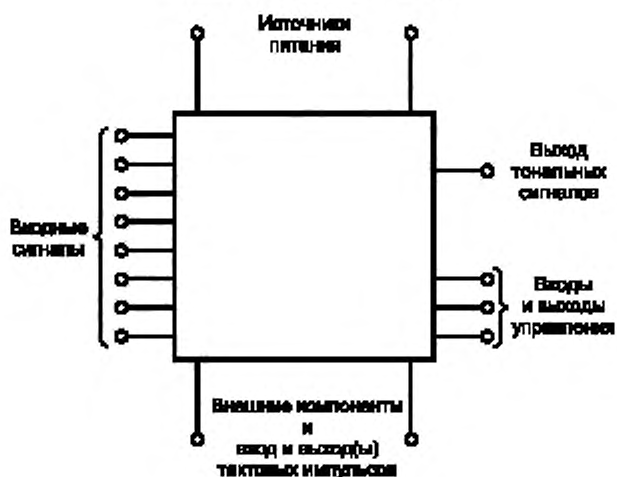 Источники
питания
Входные
сигналы
Выход
тональных
сигналов
Входы
и выходы
управления
Внешние компоненты
и
вход и выход(ы)
тактовых импульсов